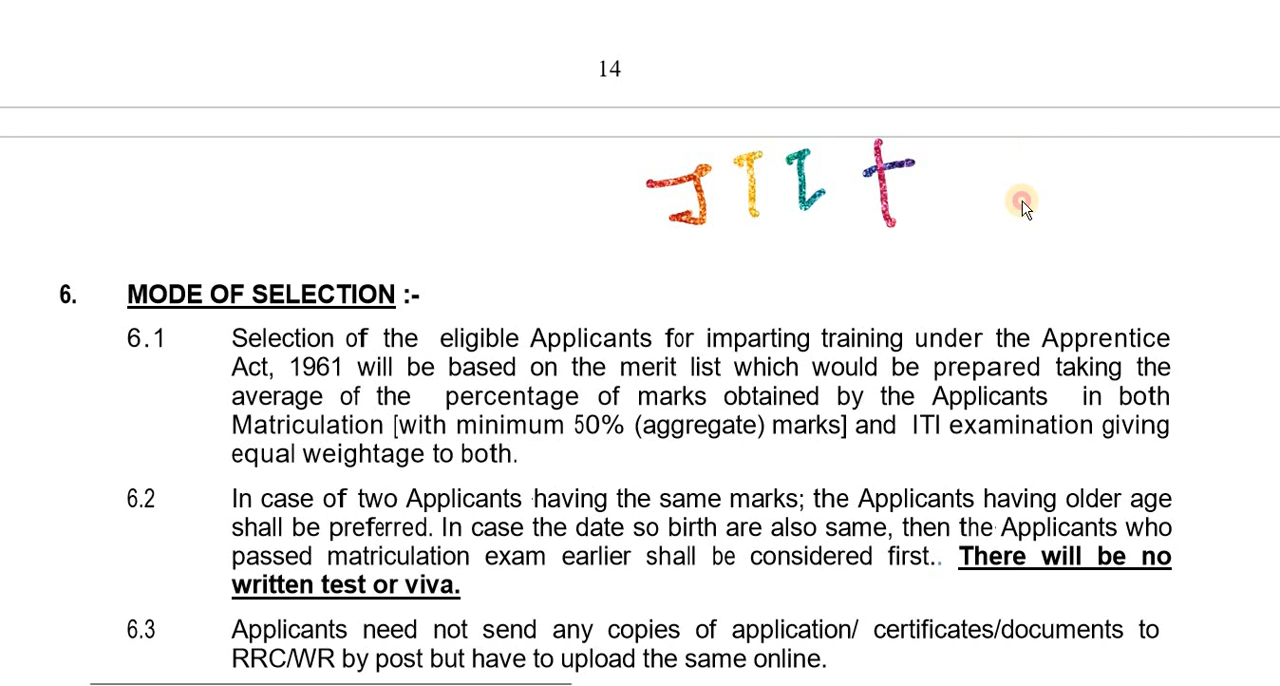 14
6. MODE OF SELECTION :-
6.1 Selection of the eligible Applicants for imparting training under the Apprentice
Act, 1961 will be based on the merit list which would be prepared taking the
average of the percentage of marks obtained by the Applicants in both
Matriculation [with minimum 50% (aggregate) marks] and ITI examination giving
equal weightage to both.
6.2 In case of two Applicants having the same marks; the Applicants having older age
shall be preferred. In case the date so birth are also same, then the Applicants who
passed matriculation exam earlier shall be considered first.. There will be no
written test or viva.
6.3 Applicants need not send any copies of application/ certificates/documents to
RRC/WR by post but have to upload the same online.